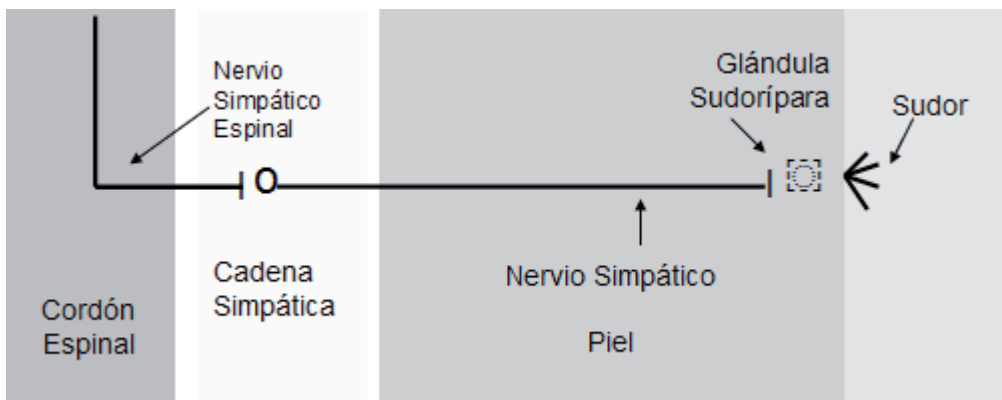 Nervio
Simpático
Espinal
Glándula
Sudorípara
Sudor
Cadena
Simpática
Nervio Simpático
Cordón
Espinal
Piel